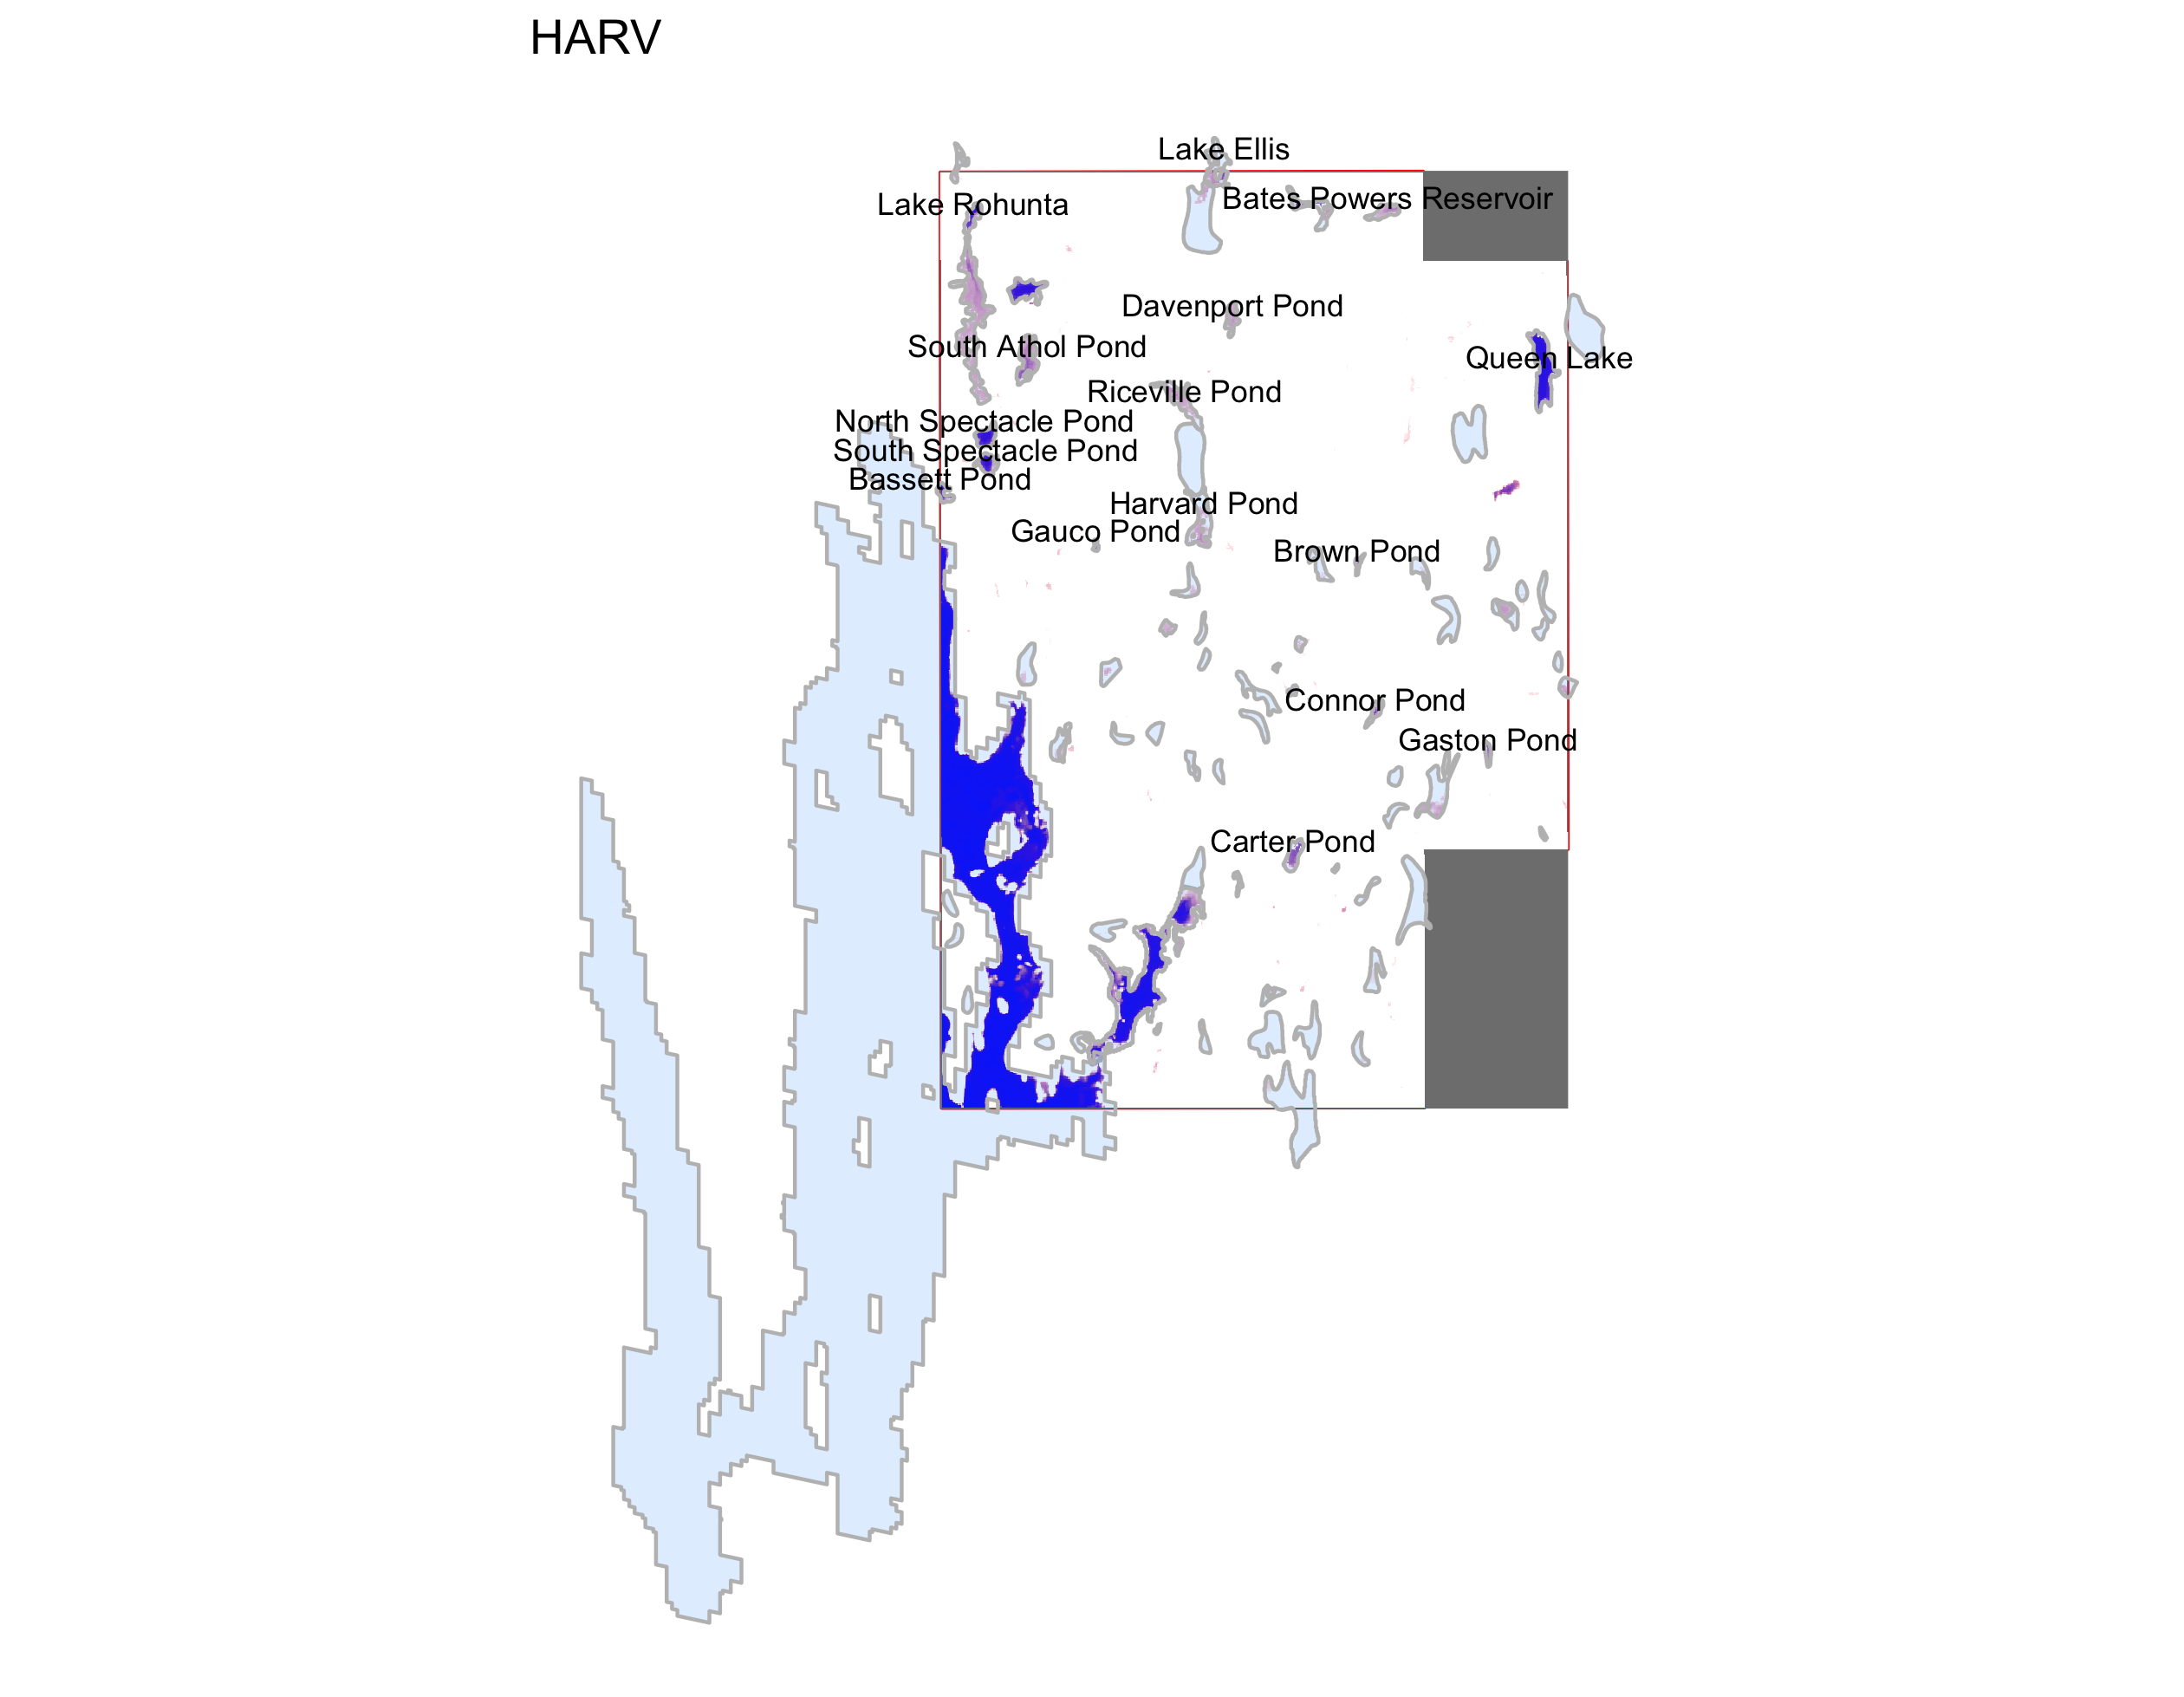 HARV
Lake Ellis
Bates Powers Reservoir
Lake Rohunta
Davenport Pond
South Athol Pond
Queen Lake
Riceville Pond
North Spectacle Pond
South Spectacle Pond
Bassett Pond
Harvard Pond
Gauco Pond
Brown Pond
Connor Pond
Gaston Pond
Carter Pond